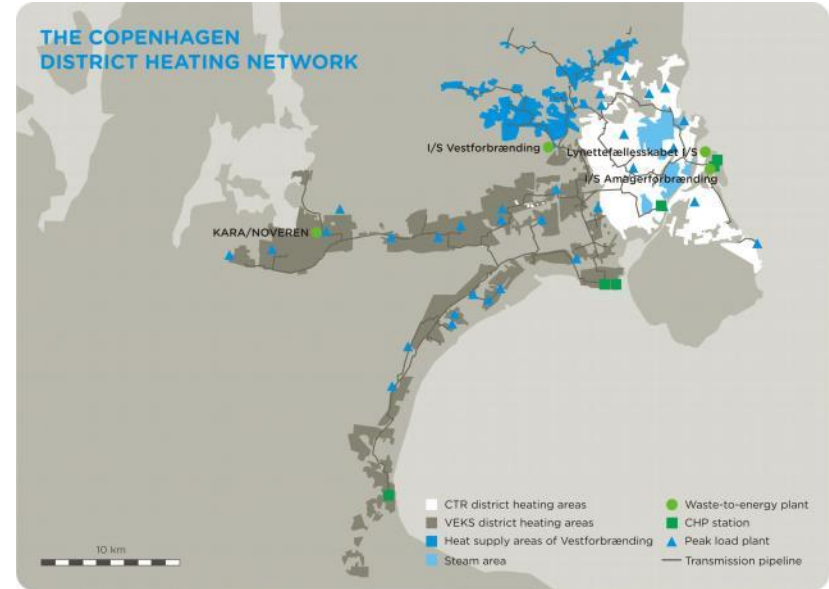 THE COPENHAGEN
DISTRICT HEATING NETWORK
I/S Vestforbrænding
Lynettefællesskabet I/S
I/S Amagerforbrænding
KARA/NOVEREN
CTR district heating areas
VEKS district heating areas
Heat supply areas of Vestforbrænding
Steam area
Waste-to-energy plant
CHP station
Peak load plant
Transmission pipeline
10 km